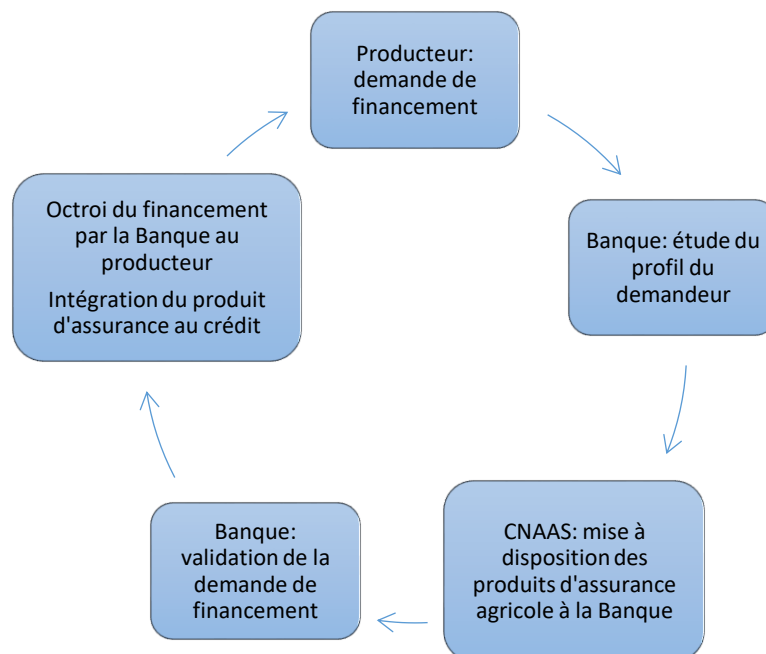 Producteur:
demande de
financement
Banque: étude du
profil du
demandeur
CNAAS: mise à
disposition des
produits d'assurance
agricole à la Banque
Banque:
validation de la
demande de
financement
Octroi du financement
par la Banque au
producteur
Intégration du produit
d'assurance au crédit